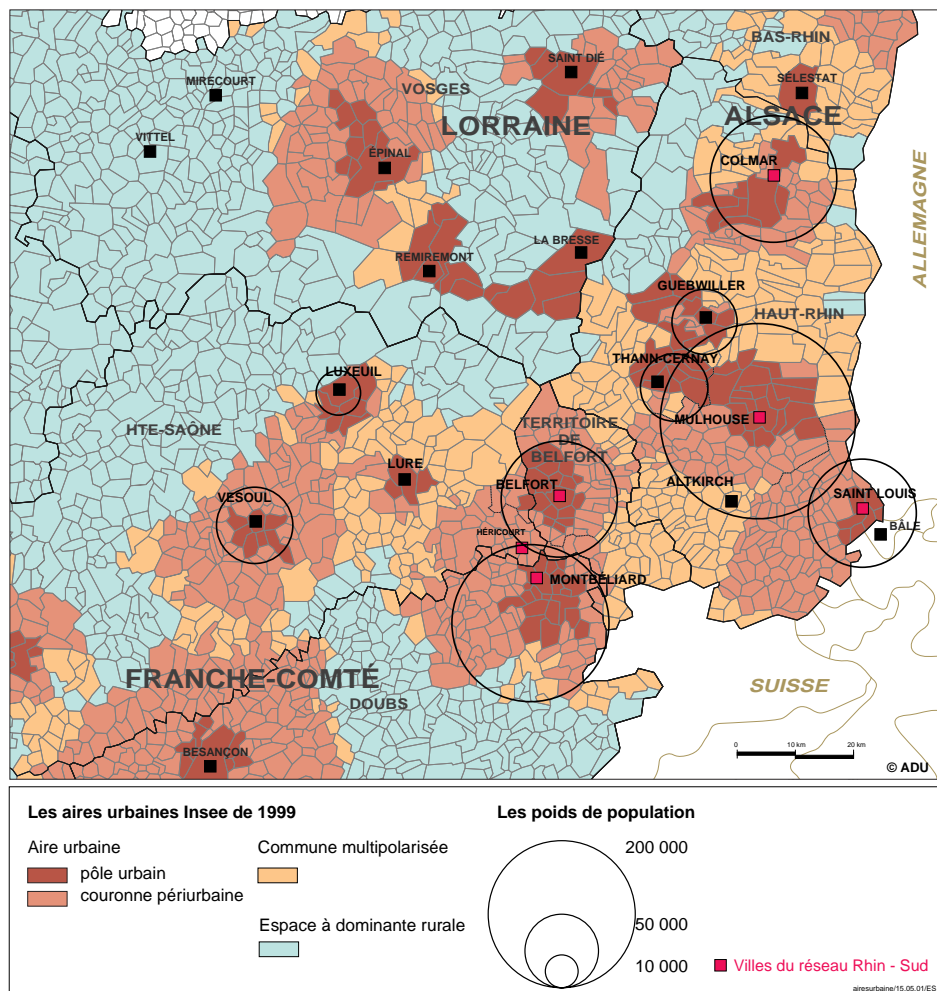 BAS-RHIN
SAINT DIÉ
MIRECOURT
VOSGES
SÉLESTAT
LORRAINE
ALSACE
VITTEL
ÉPINAL
COLMAR
ALLEMAGNE
LA BRESSE
REMIREMONT
GUEBWILLER
HAUT-RHIN
THANN-CERNAY
LUXEUIL
MULHOUSE
HTE-SAÔNE
TERRITOIRE
DE
BELFORT
LURE
BELFORT
ALTKIRCH
VESOUL
SAINT LOUIS
BÂLE
HÉRICOURT
MONTBÉLIARD
FRANCHE-COMTÉ
SUISSE
DOUBS
BESANÇON
0 10 km 20 km
© ADU
Les aires urbaines Insee de 1999
Aire urbaine
pôle urbain
couronne périurbaine
Commune multipolarisée
Espace à dominante rurale
Les poids de population
200 000
50 000
10 000
Villes du réseau Rhin - Sud
airesurbaine/15.05.01/ES